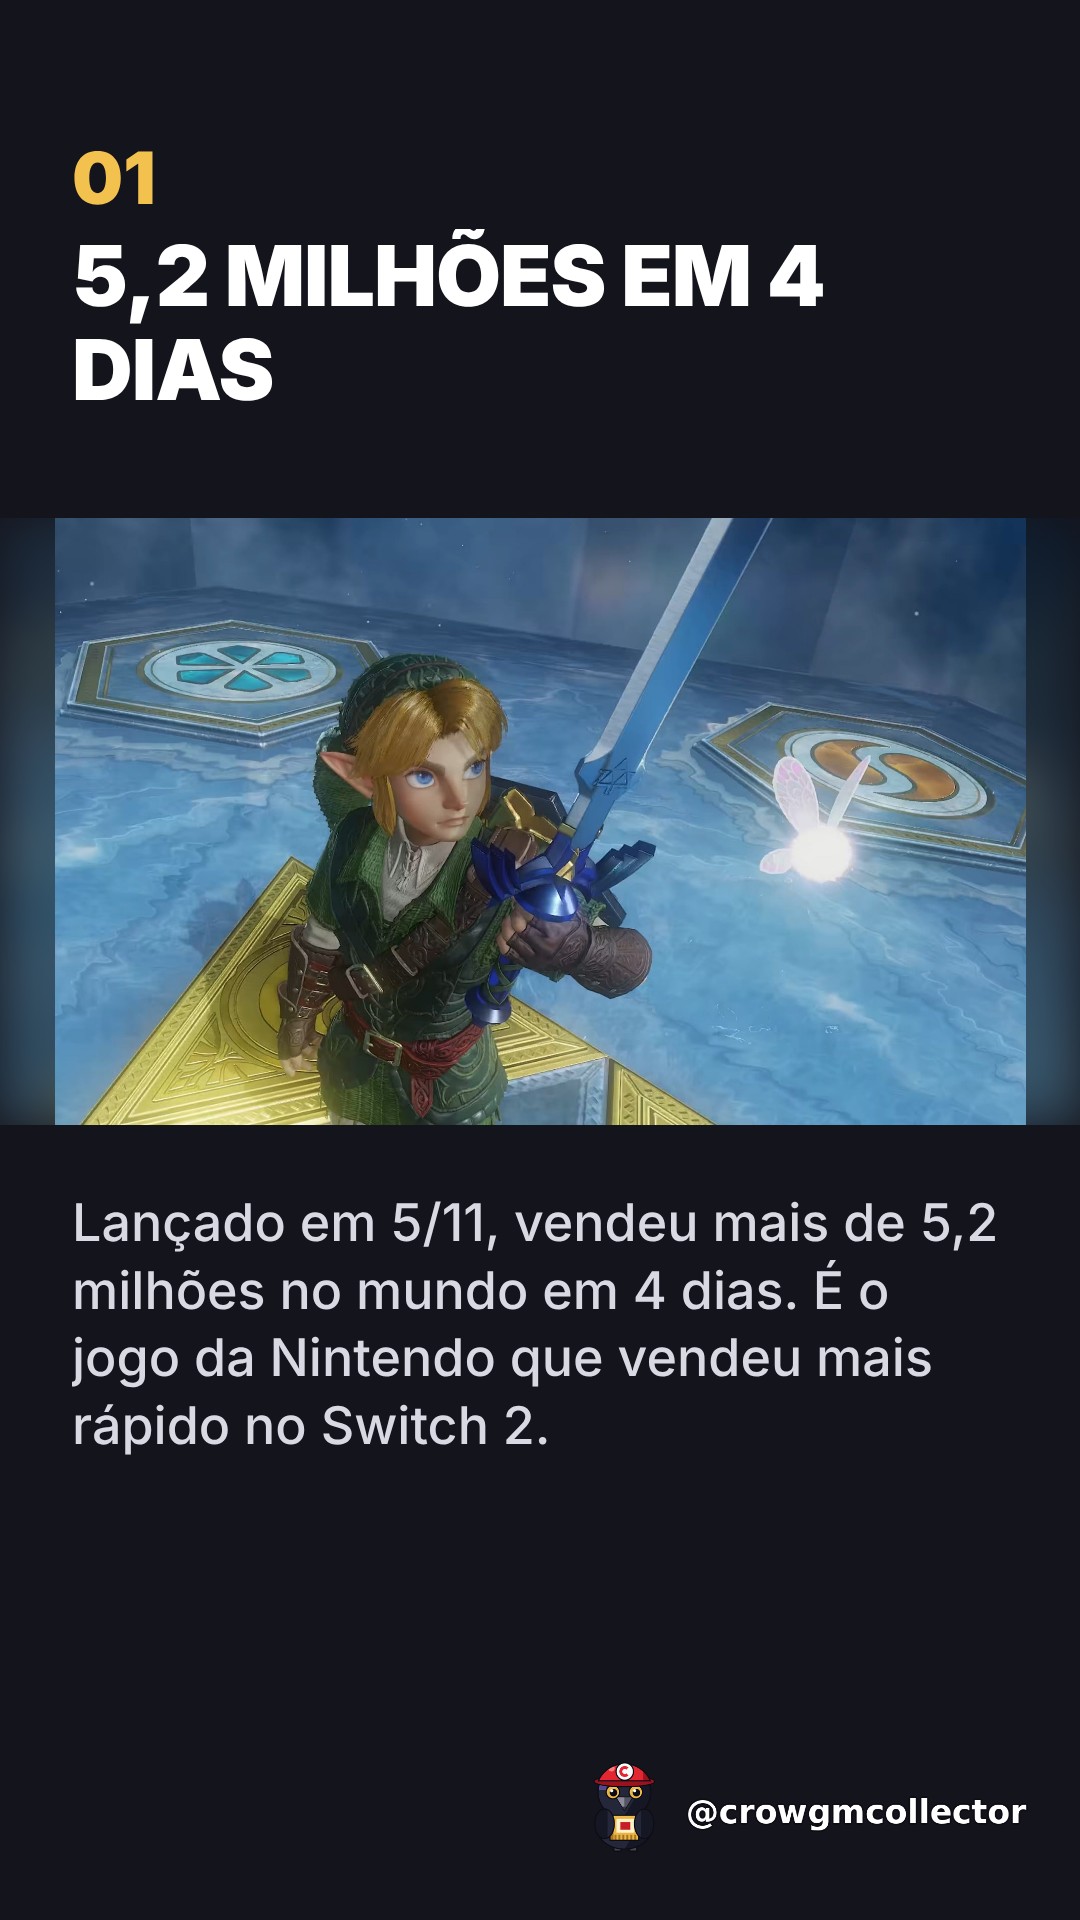 01
5,2 MILHÕES EM 4
DIAS
Lançado em 5/11, vendeu mais de 5,2
milhões no mundo em 4 dias. É o
jogo da Nintendo que vendeu mais
rápido no Switch 2.
C
@crowgmcollector